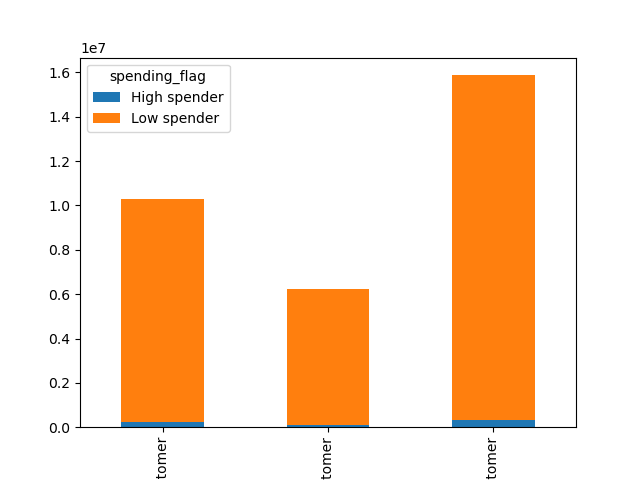 1e7
spending_flag
High spender
Low spender
1.6
1.4
1.2
1.0
0.8
0.6
0.4
0.2
0.0
tomer
tomer
tomer